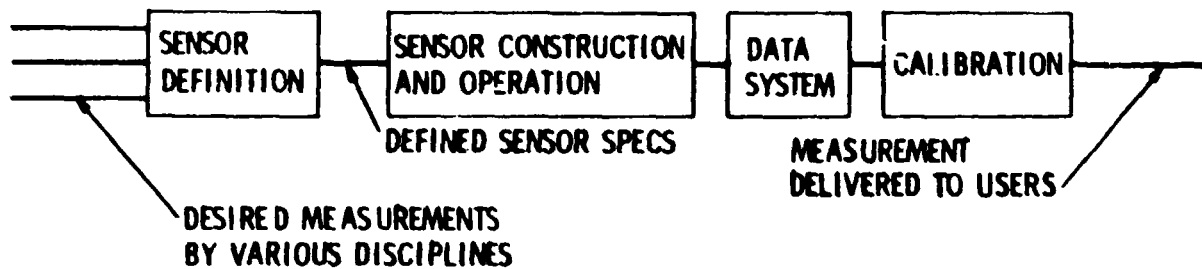 SENSOR
DEFINITION
SENSOR CONSTRUCTION
AND OPERATION
DATA
SYSTEM
CALIBRATION
DEFINED SENSOR SPECS
MEASUREMENT
DELIVERED TO USERS
DESIRED MEASUREMENTS
BY VARIOUS DISCIPLINES